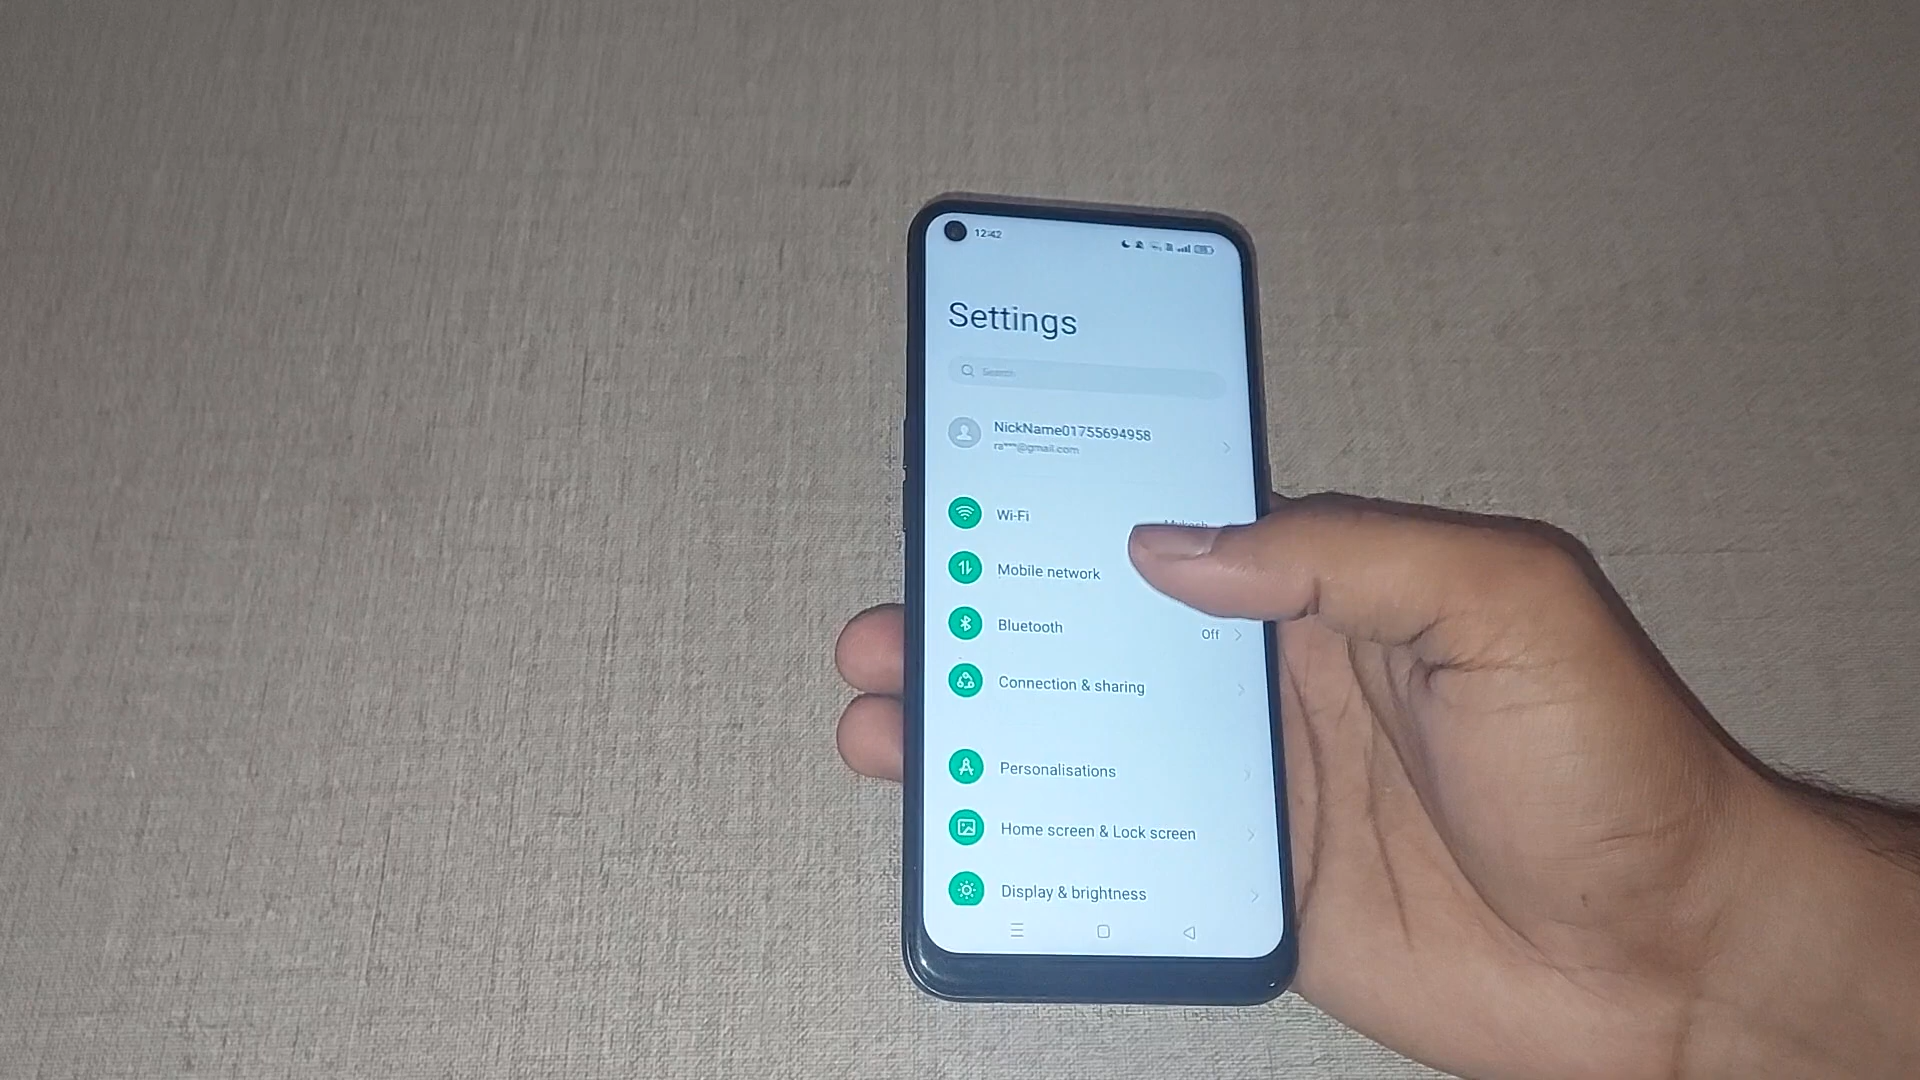 12:42
Settings
Search
NickName01755694958
ra***@gmail.com
Wi-Fi
Mukesh
Mobile network
Bluetooth
Off
Connection & sharing
Personalisations
Home screen & Lock screen
Display & brightness